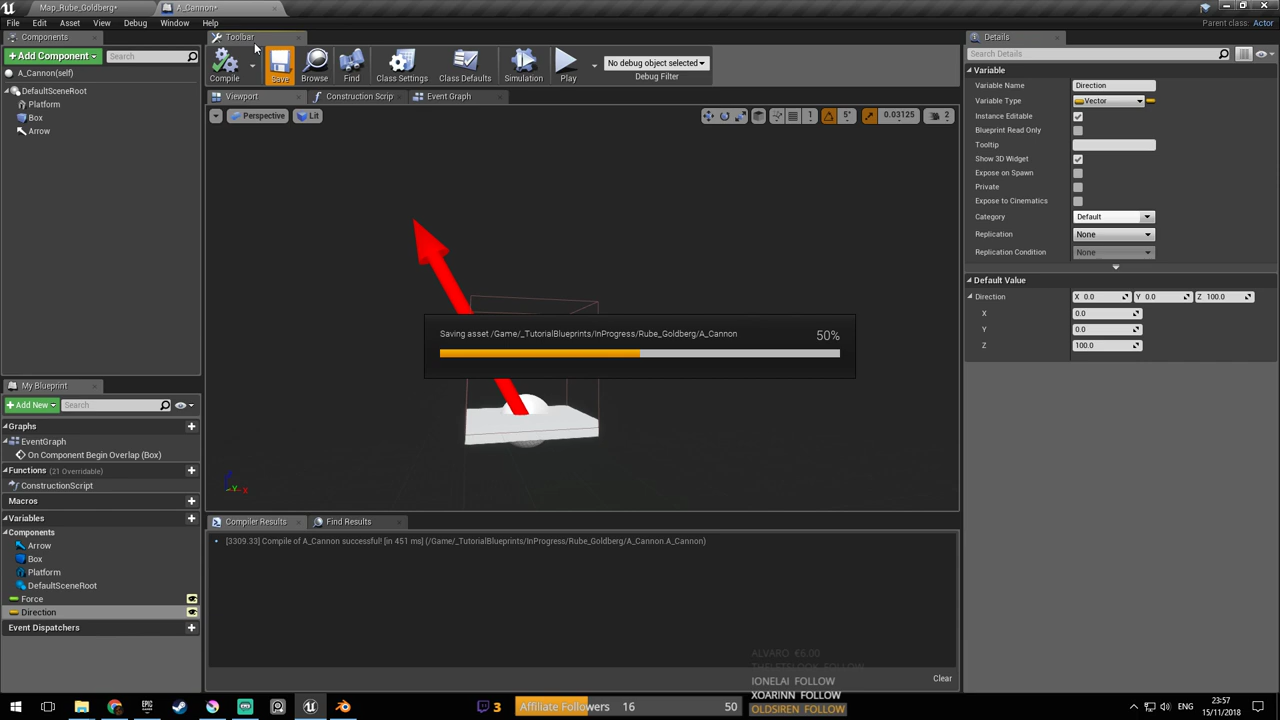 Map_Rube_Goldberg*
A_Cannon*
File Edit Asset View Debug Window Help
Parent class: Actor
Components
Add Component
Search
A_Cannon(self)
DefaultSceneRoot
Platform
Box
Arrow
Toolbar
Compile
Save
Browse
Find
Class Settings
Class Defaults
Simulation
Play
No debug object selected
Debug Filter
Viewport
Construction Scrip
Event Graph
Perspective
Lit
1
5°
0.03125
2
Saving asset /Game/_TutorialBlueprints/InProgress/Rube_Goldberg/A_Cannon
50%
My Blueprint
Add New
Search
Graphs
EventGraph
On Component Begin Overlap (Box)
Functions (21 Overridable)
ConstructionScript
Macros
Variables
Components
Arrow
Box
Platform
DefaultSceneRoot
Force
Direction
Event Dispatchers
Compiler Results
Find Results
[3309.33] Compile of A_Cannon successful! [in 451 ms] (/Game/_TutorialBlueprints/InProgress/Rube_Goldberg/A_Cannon.A_Cannon)
Clear
Details
Search Details
Variable
Variable Name Direction
Variable Type Vector
Instance Editable
Blueprint Read Only
Tooltip
Show 3D Widget
Expose on Spawn
Private
Expose to Cinematics
Category Default
Replication None
Replication Condition None
Default Value
Direction X 0.0 Y 0.0 Z 100.0
X 0.0
Y 0.0
Z 100.0
ALVARO €6.00
IONELAI FOLLOW
XOARINN FOLLOW
OLDSIREN FOLLOW
3
Affiliate Followers 16 50
ENG
23:57
15/11/2018